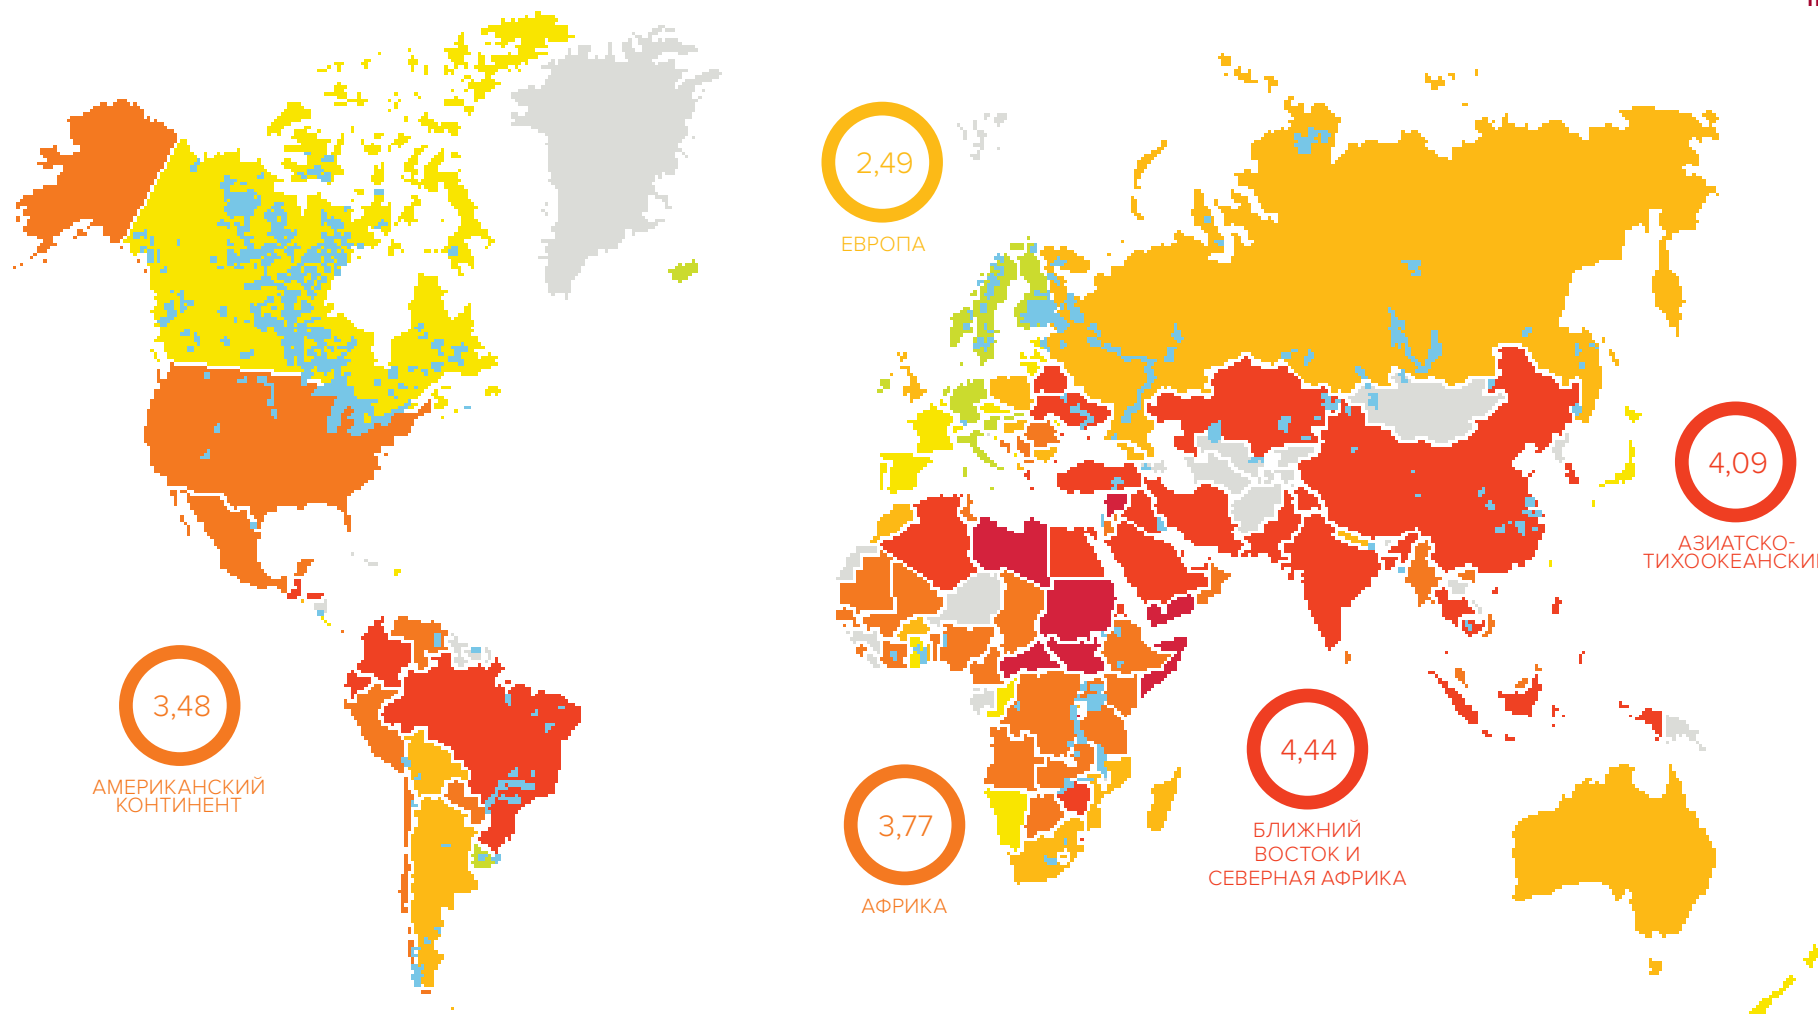 2,49
ЕВРОПА
4,09
АЗИАТСКО-
ТИХООКЕАНСКИ
3,48
АМЕРИКАНСКИЙ
КОНТИНЕНТ
4,44
БЛИЖНИЙ
ВОСТОК И
СЕВЕРНАЯ АФРИКА
3,77
АФРИКА